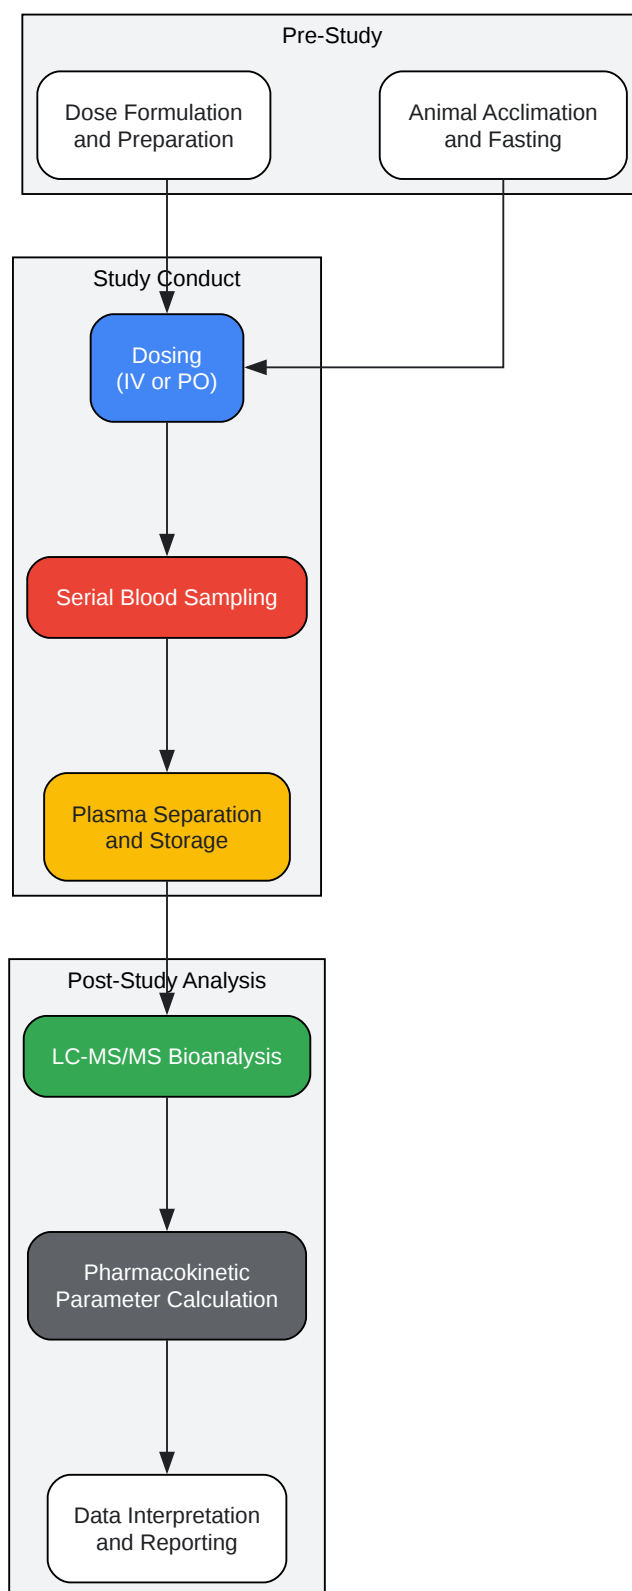 Pre-Study
Dose Formulation
and Preparation
Animal Acclimation
and Fasting
Study Conduct
Dosing
(IV or PO)
Serial Blood Sampling
Plasma Separation
and Storage
Post-Study Analysis
LC-MS/MS Bioanalysis
Pharmacokinetic
Parameter Calculation
Data Interpretation
and Reporting